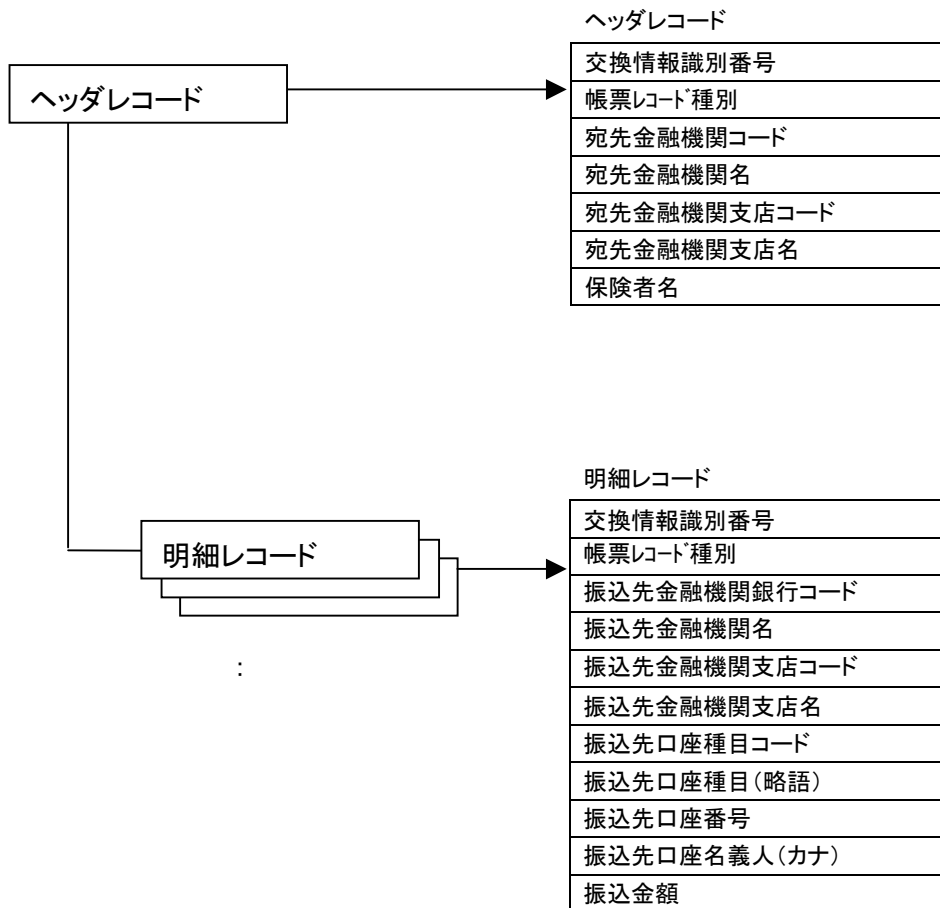 ヘッダレコード
ヘッダレコード
交換情報識別番号
帳票ﾚｺｰﾄﾞ種別
宛先金融機関コード
宛先金融機関名
宛先金融機関支店コード
宛先金融機関支店名
保険者名
明細レコード
明細レコード
:
交換情報識別番号
帳票ﾚｺｰﾄﾞ種別
振込先金融機関銀行コード
振込先金融機関名
振込先金融機関支店コード
振込先金融機関支店名
振込先口座種目コード
振込先口座種目(略語)
振込先口座番号
振込先口座名義人(カナ)
振込金額